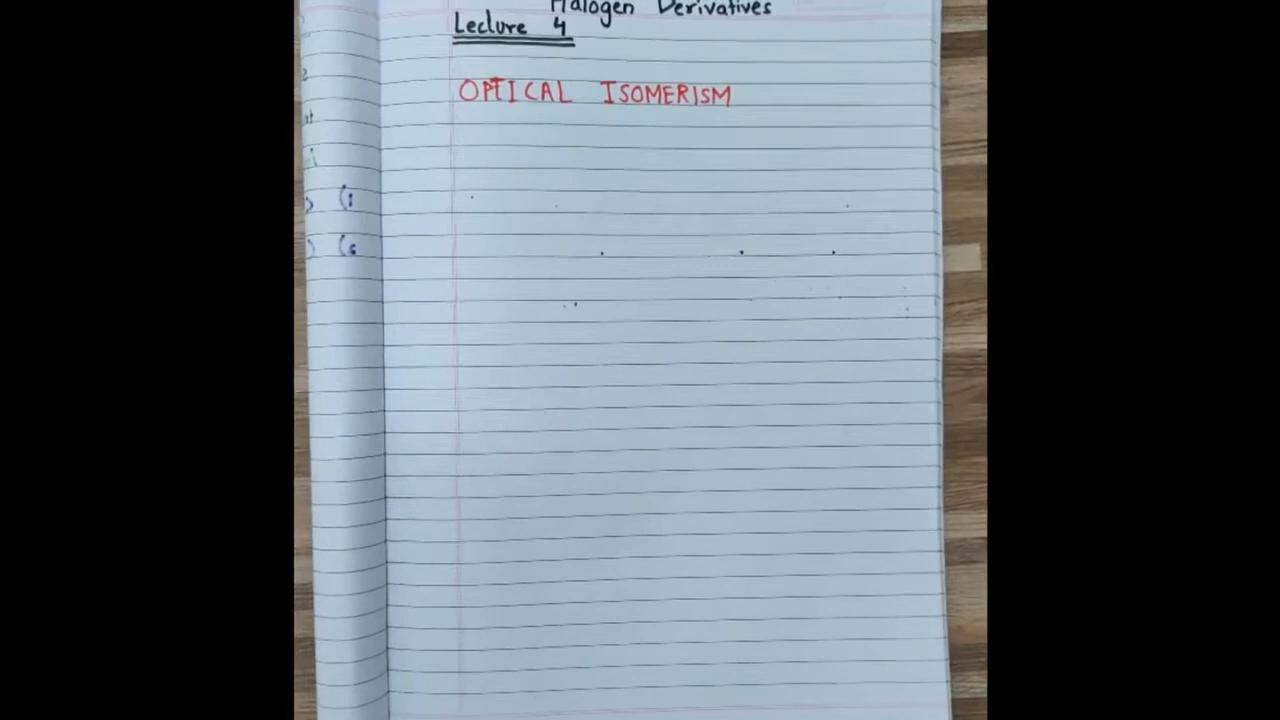 Halogen Derivatives
Lecture 4
OPTICAL ISOMERISM
(i
(s